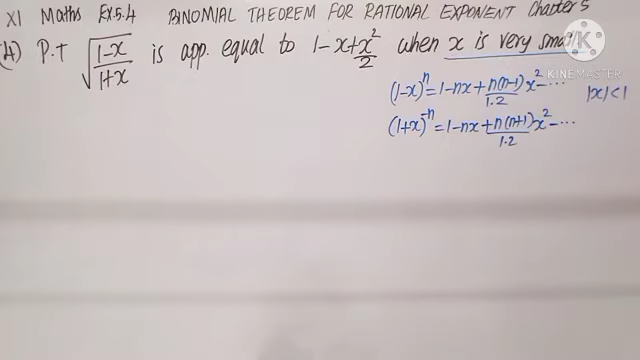 XI Maths EX 5.4 BINOMIAL THEOREM FOR RATIONAL EXPONENT Chapter 5
(4) P.T √((1-x)/(1+x)) is app. equal to 1-x+x²/2 when x is very small
KINEMASTER
(1-x)ⁿ = 1-nx+n(n-1)/1.2 x² -... |x|<1
(1+x)⁻ⁿ = 1-nx+n(n+1)/1.2 x² -...